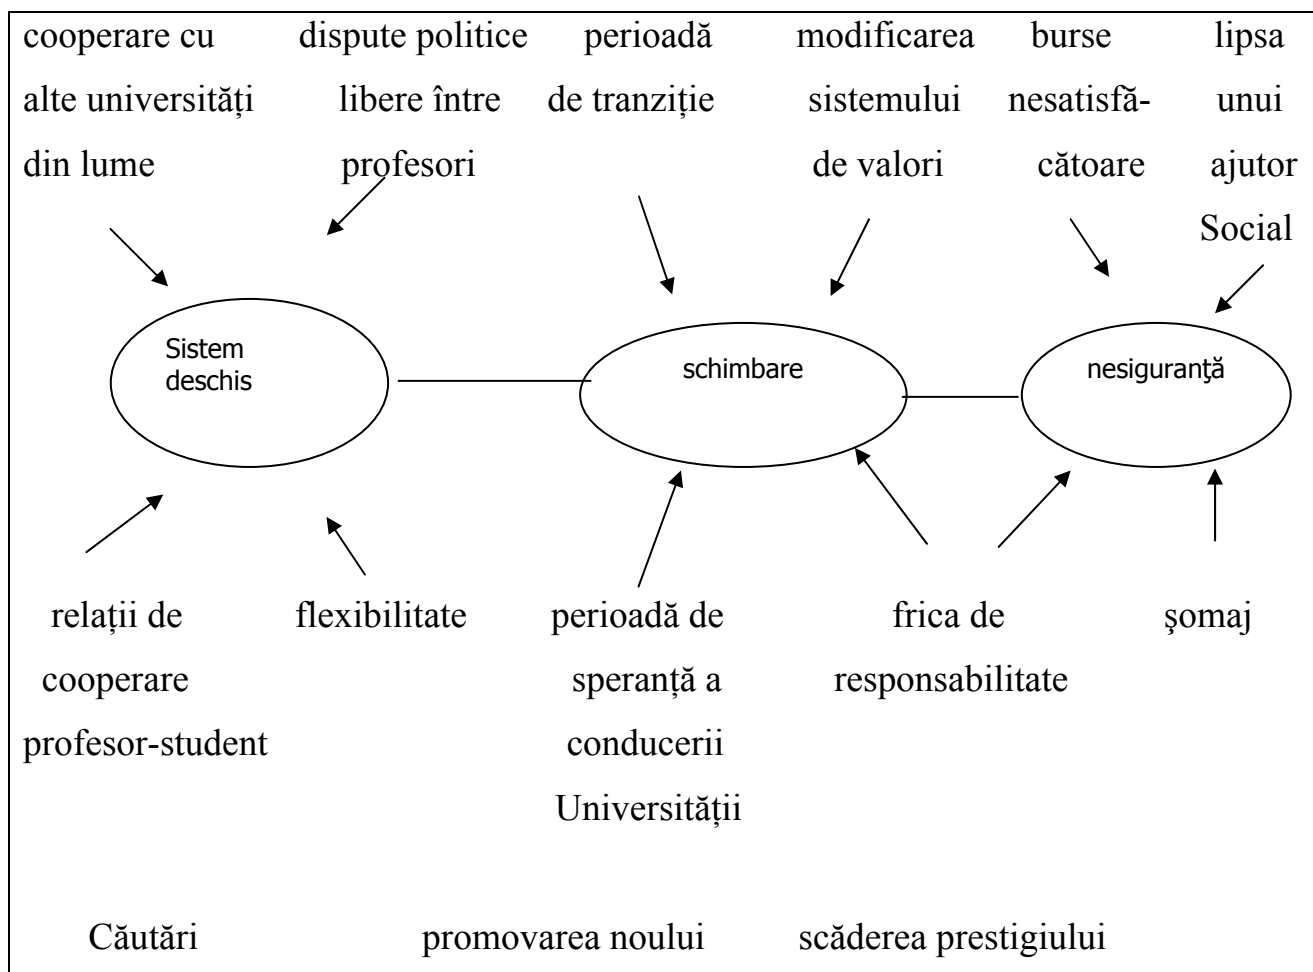 cooperare cu dispute politice perioadă modificarea burse lipsa
alte universități libere între de tranziție sistemului nesatisfă- unui
din lume profesori de valori cătoare ajutor
Social
Sistem
deschis
schimbare
nesiguranţă
relații de flexibilitate perioadă de frica de şomaj
cooperare speranță a responsabilitate
profesor-student conducerii
Universității
Căutări promovarea noului scăderea prestigiului